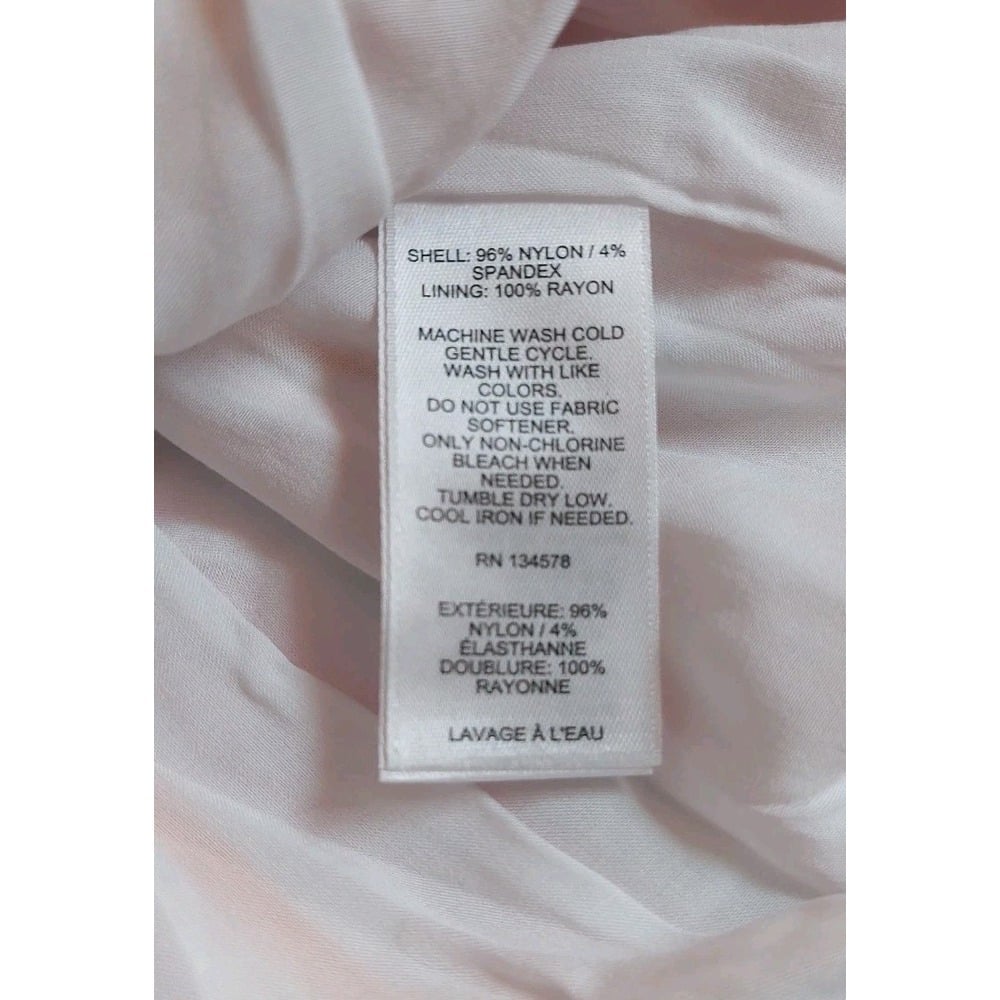 SHELL: 96% NYLON / 4%
SPANDEX
LINING: 100% RAYON
MACHINE WASH COLD
GENTLE CYCLE.
WASH WITH LIKE
COLORS.
DO NOT USE FABRIC
SOFTENER.
ONLY NON-CHLORINE
BLEACH WHEN
NEEDED.
TUMBLE DRY LOW.
COOL IRON IF NEEDED.
RN 134578
EXTÉRIEURE: 96%
NYLON / 4%
ÉLASTHANNE
DOUBLURE: 100%
RAYONNE
LAVAGE À L'EAU